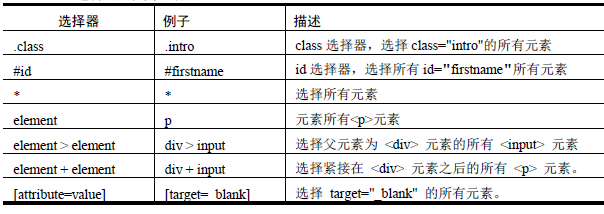 选择器 例子 描述
.class .intro class 选择器，选择 class="intro"的所有元素
#id #firstname id 选择器，选择所有 id="firstname"所有元素
* * 选择所有元素
element p 元素所有<p>元素
element > element div > input 选择父元素为 <div> 元素的所有 <input> 元素
element + element div + input 选择紧接在 <div> 元素之后的所有 <p> 元素。
[attribute=value] [target=_blank] 选择 target="_blank" 的所有元素。